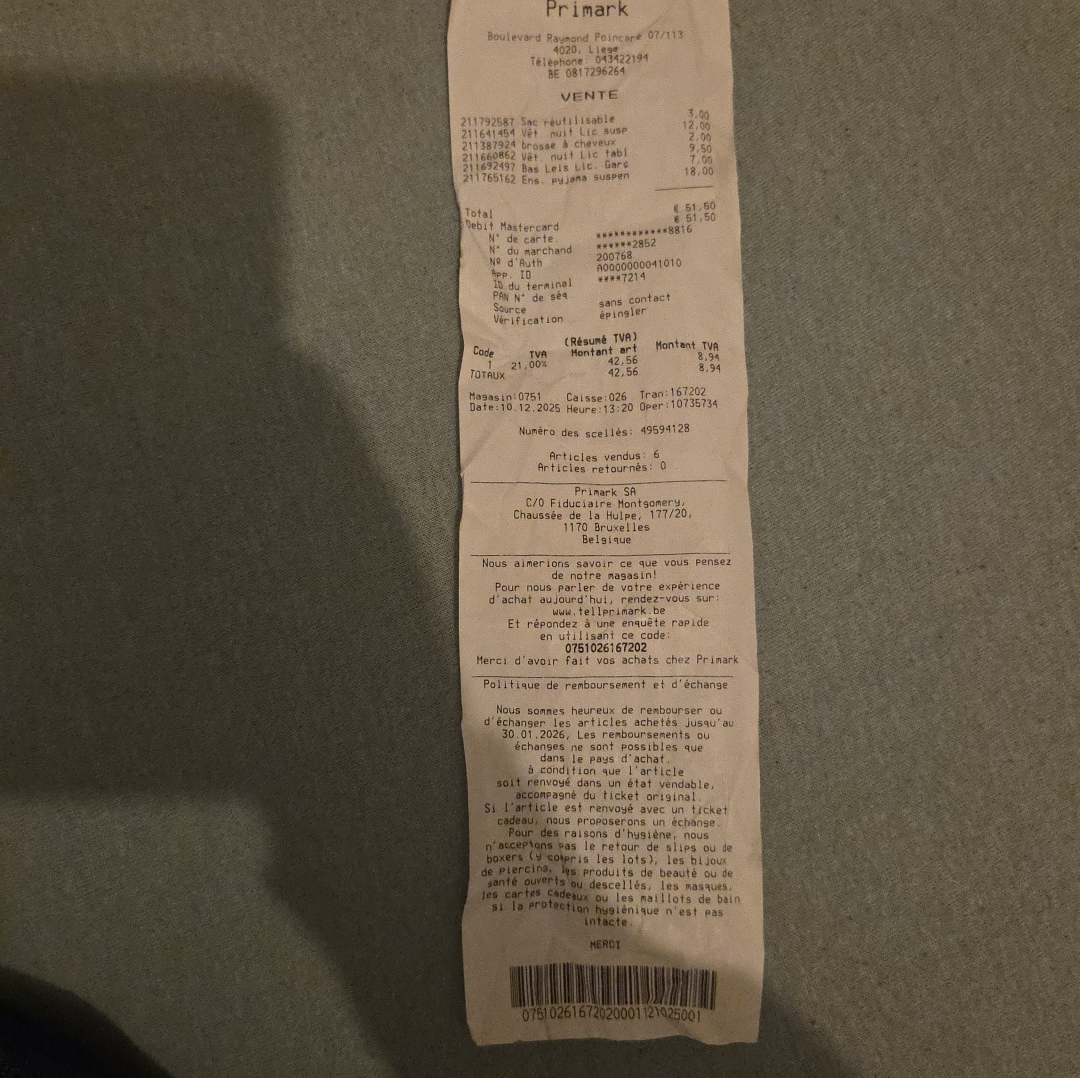 Primark
Boulevard Raymond Poincaré 07/113
4020, Liege
Téléphone: 043422194
BE 0817296264
VENTE
211792587 Sac réutilisable 3,00
211641454 Vêt. nuit Lic susp 12,00
211387924 brosse à cheveux 2,00
211660862 Vêt. nuit Lic tabl 9,50
211692497 Bas Leis Lic. Garç 7,00
211765162 Ens. pyjama suspen 18,00
Total € 51,50
Debit Mastercard € 51,50
N° de carte. ************8816
N° du marchand ******2852
Nº d'Auth 200768
App. ID A0000000041010
ID du terminal ****7214
PAN N° de séq
Source sans contact
Vérification épingler
(Résumé TVA)
Code TVA Montant art Montant TVA
1 21,00% 42,56 8,94
TOTAUX 42,56 8,94
Magasin:0751 Caisse:026 Tran:167202
Date:10.12.2025 Heure:13:20 Oper:10735734
Numéro des scellés: 49594128
Articles vendus: 6
Articles retournés: 0
Primark SA
C/O Fiduciaire Montgomery,
Chaussée de la Hulpe, 177/20,
1170 Bruxelles
Belgique
Nous aimerions savoir ce que vous pensez
de notre magasin!
Pour nous parler de votre expérience
d'achat aujourd'hui, rendez-vous sur:
www.tellprimark.be
Et répondez à une enquête rapide
en utilisant ce code:
0751026167202
Merci d'avoir fait vos achats chez Primark
Politique de remboursement et d'échange
Nous sommes heureux de rembourser ou
d'échanger les articles achetés jusqu'au
30.01.2026, Les remboursements ou
échanges ne sont possibles que
dans le pays d'achat.
à condition que l'article
soit renvoyé dans un état vendable,
accompagné du ticket original.
Si l'article est renvoyé avec un ticket
cadeau, nous proposerons un échange.
Pour des raisons d'hygiène, nous
n'acceptons pas le retour de slips ou de
boxers (y compris les lots), les bijoux
de piercing, les produits de beauté ou de
santé ouverts ou descellés, les masques,
les cartes cadeaux ou les maillots de bain
si la protection hygiénique n'est pas
intacte.
MERCI
07510261672020001121025001